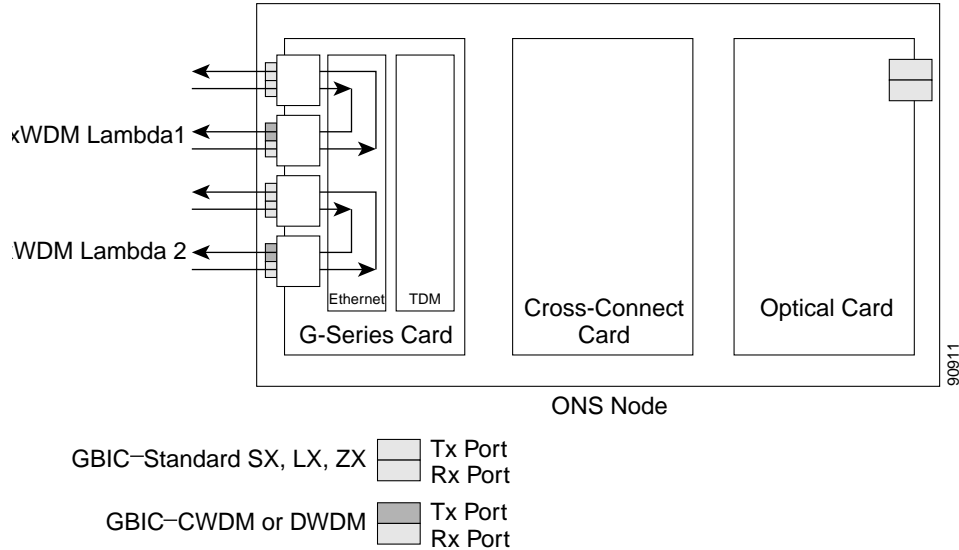 xWDM Lambda1
WDM Lambda 2
Ethernet
TDM
G-Series Card
Cross-Connect
Card
Optical Card
90911
ONS Node
GBIC–Standard SX, LX, ZX
Tx Port
Rx Port
GBIC–CWDM or DWDM
Tx Port
Rx Port